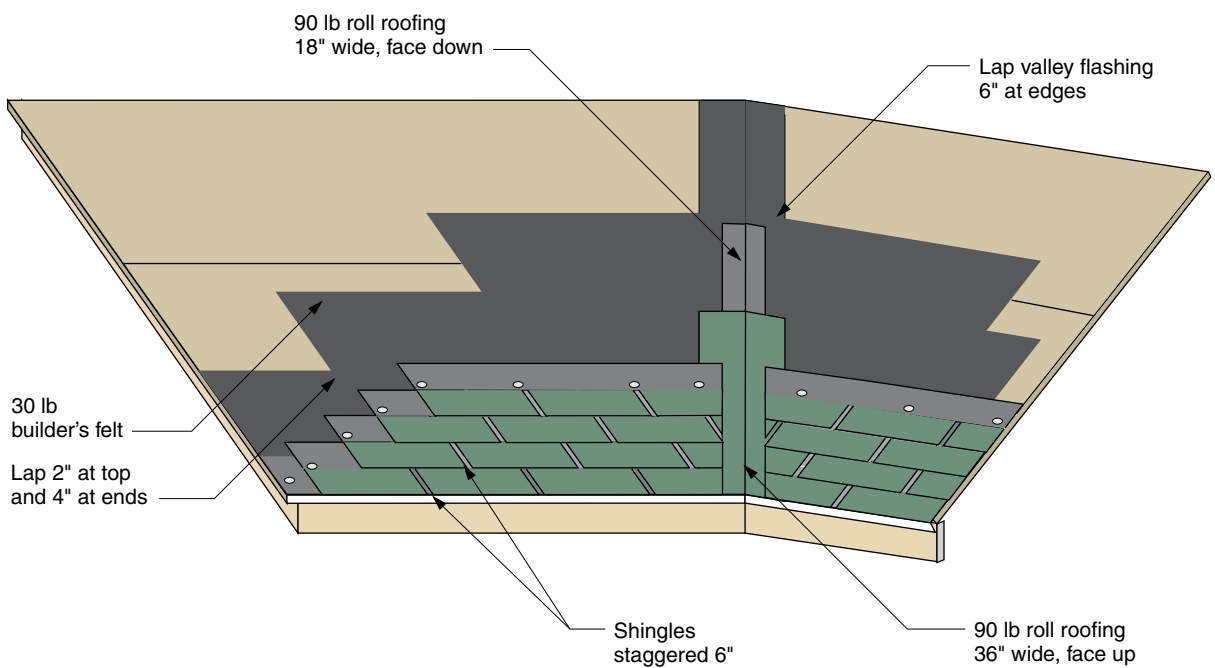 90 lb roll roofing
18" wide, face down
Lap valley flashing
6" at edges
30 lb
builder’s felt
Lap 2" at top
and 4" at ends
Shingles
staggered 6"
90 lb roll roofing
36" wide, face up